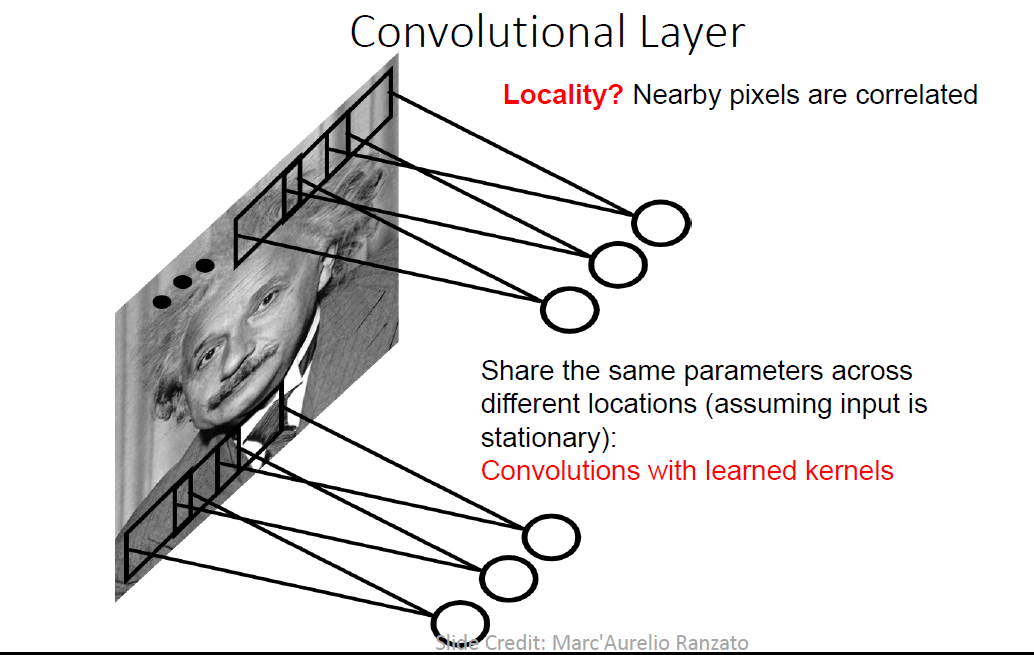 Convolutional Layer
Locality? Nearby pixels are correlated
Share the same parameters across
different locations (assuming input is
stationary):
Convolutions with learned kernels
Slide Credit: Marc'Aurelio Ranzato